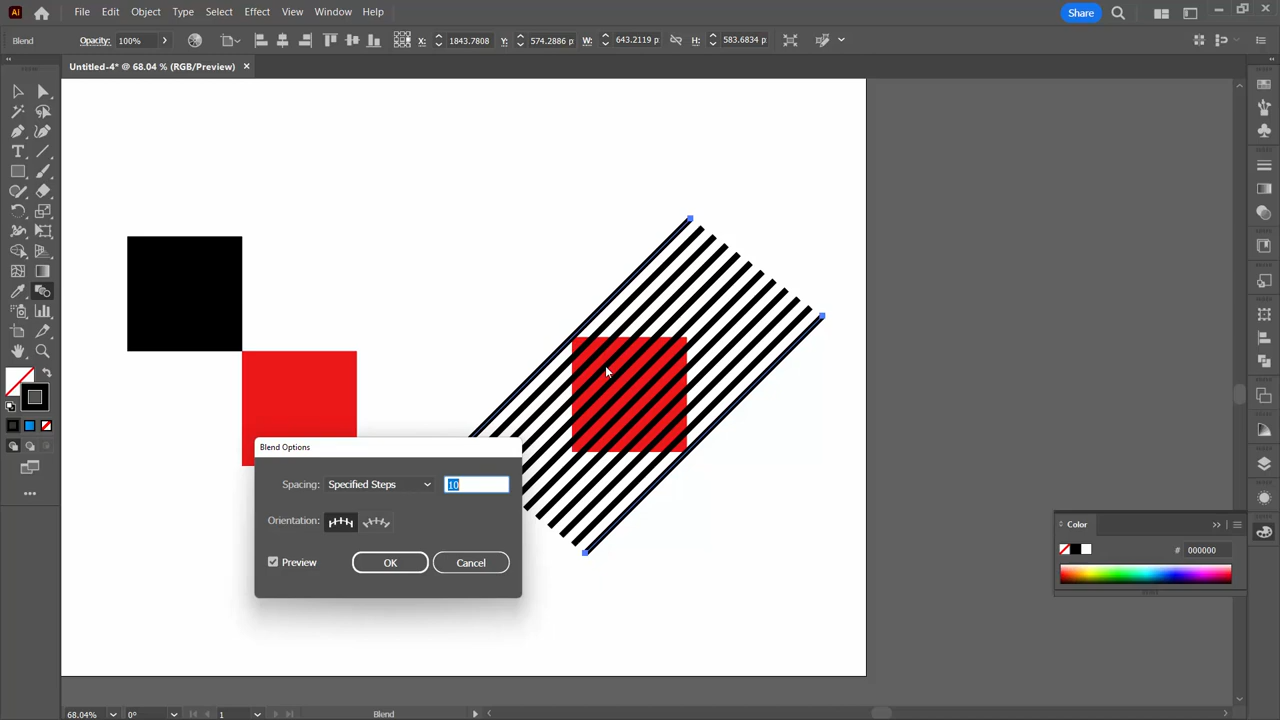 Ai File Edit Object Type Select Effect View Window Help Share
Blend Opacity: 100% X: 1843.7808 Y: 574.2886 p W: 643.2119 p H: 583.6834 p
Untitled-4* @ 68.04 % (RGB/Preview) ×
Blend Options
Spacing: Specified Steps 10
Orientation:
Preview OK Cancel
Color
# 000000
68.04% 0° 1 Blend